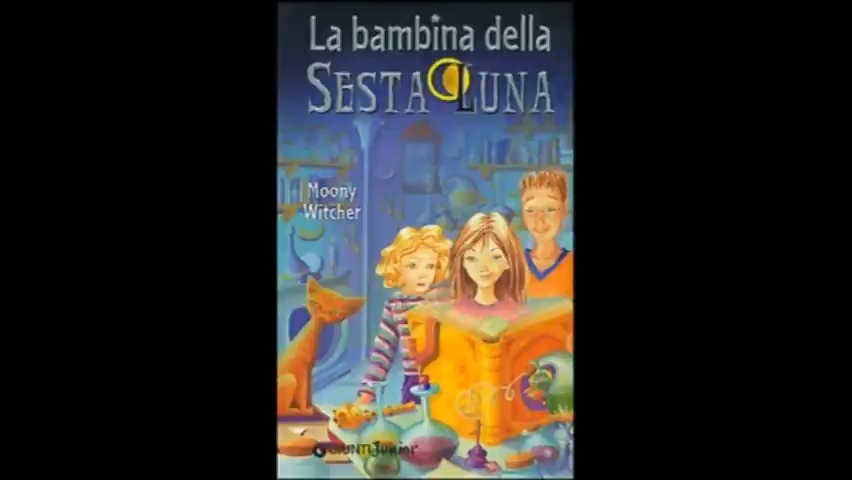 La bambina della
SESTA LUNA
Moony
Witcher
GIUNTI Junior